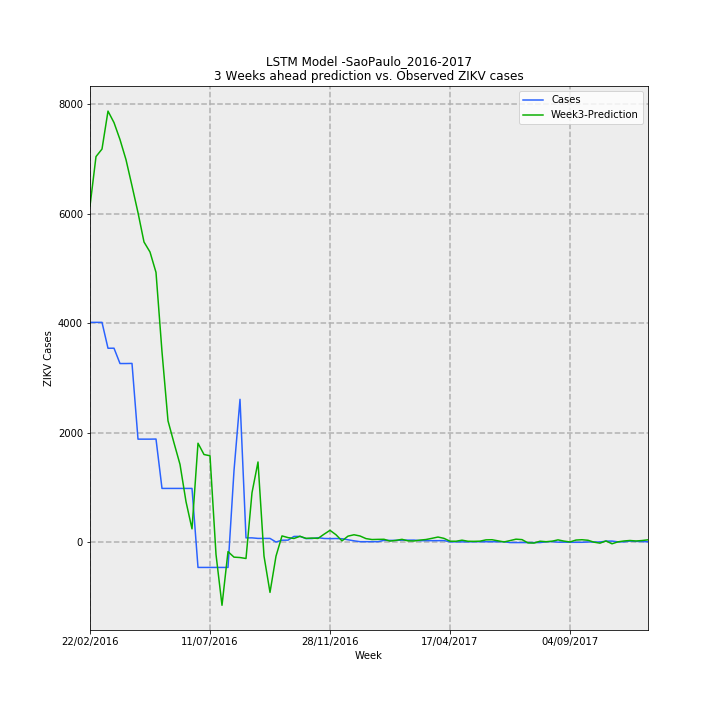 LSTM Model -SaoPaulo_2016-2017
3 Weeks ahead prediction vs. Observed ZIKV cases
Cases
Week3-Prediction
8000
6000
4000
2000
0
ZIKV Cases
22/02/2016
11/07/2016
28/11/2016
17/04/2017
04/09/2017
Week